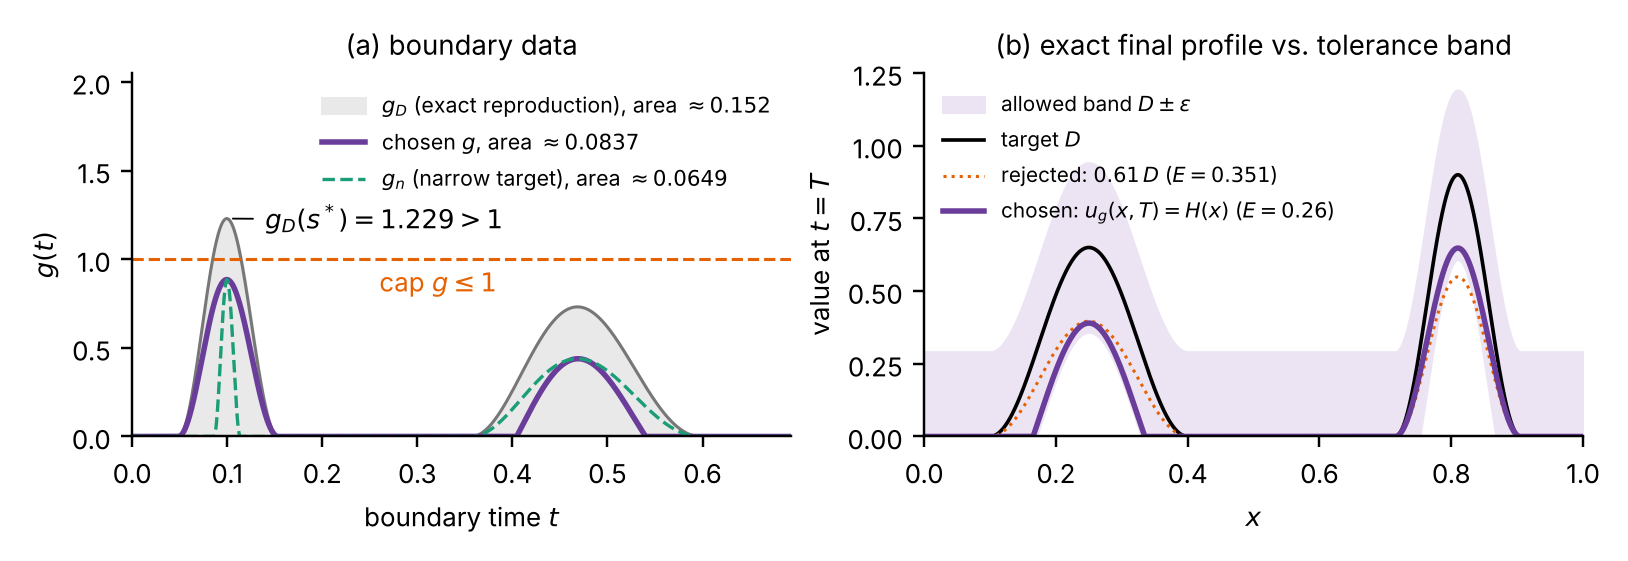 (a) boundary data
2.0
1.5
1.0
0.5
0.0
g(t)
g_D (exact reproduction), area ≈0.152
chosen g, area ≈0.0837
g_n (narrow target), area ≈0.0649
g_D(s*) = 1.229 > 1
cap g ≤ 1
0.0 0.1 0.2 0.3 0.4 0.5 0.6
boundary time t
(b) exact final profile vs. tolerance band
1.25
1.00
0.75
0.50
0.25
0.00
value at t = T
allowed band D ± ε
target D
rejected: 0.61 D (E = 0.351)
chosen: u_g(x, T) = H(x) (E = 0.26)
0.0 0.2 0.4 0.6 0.8 1.0
x